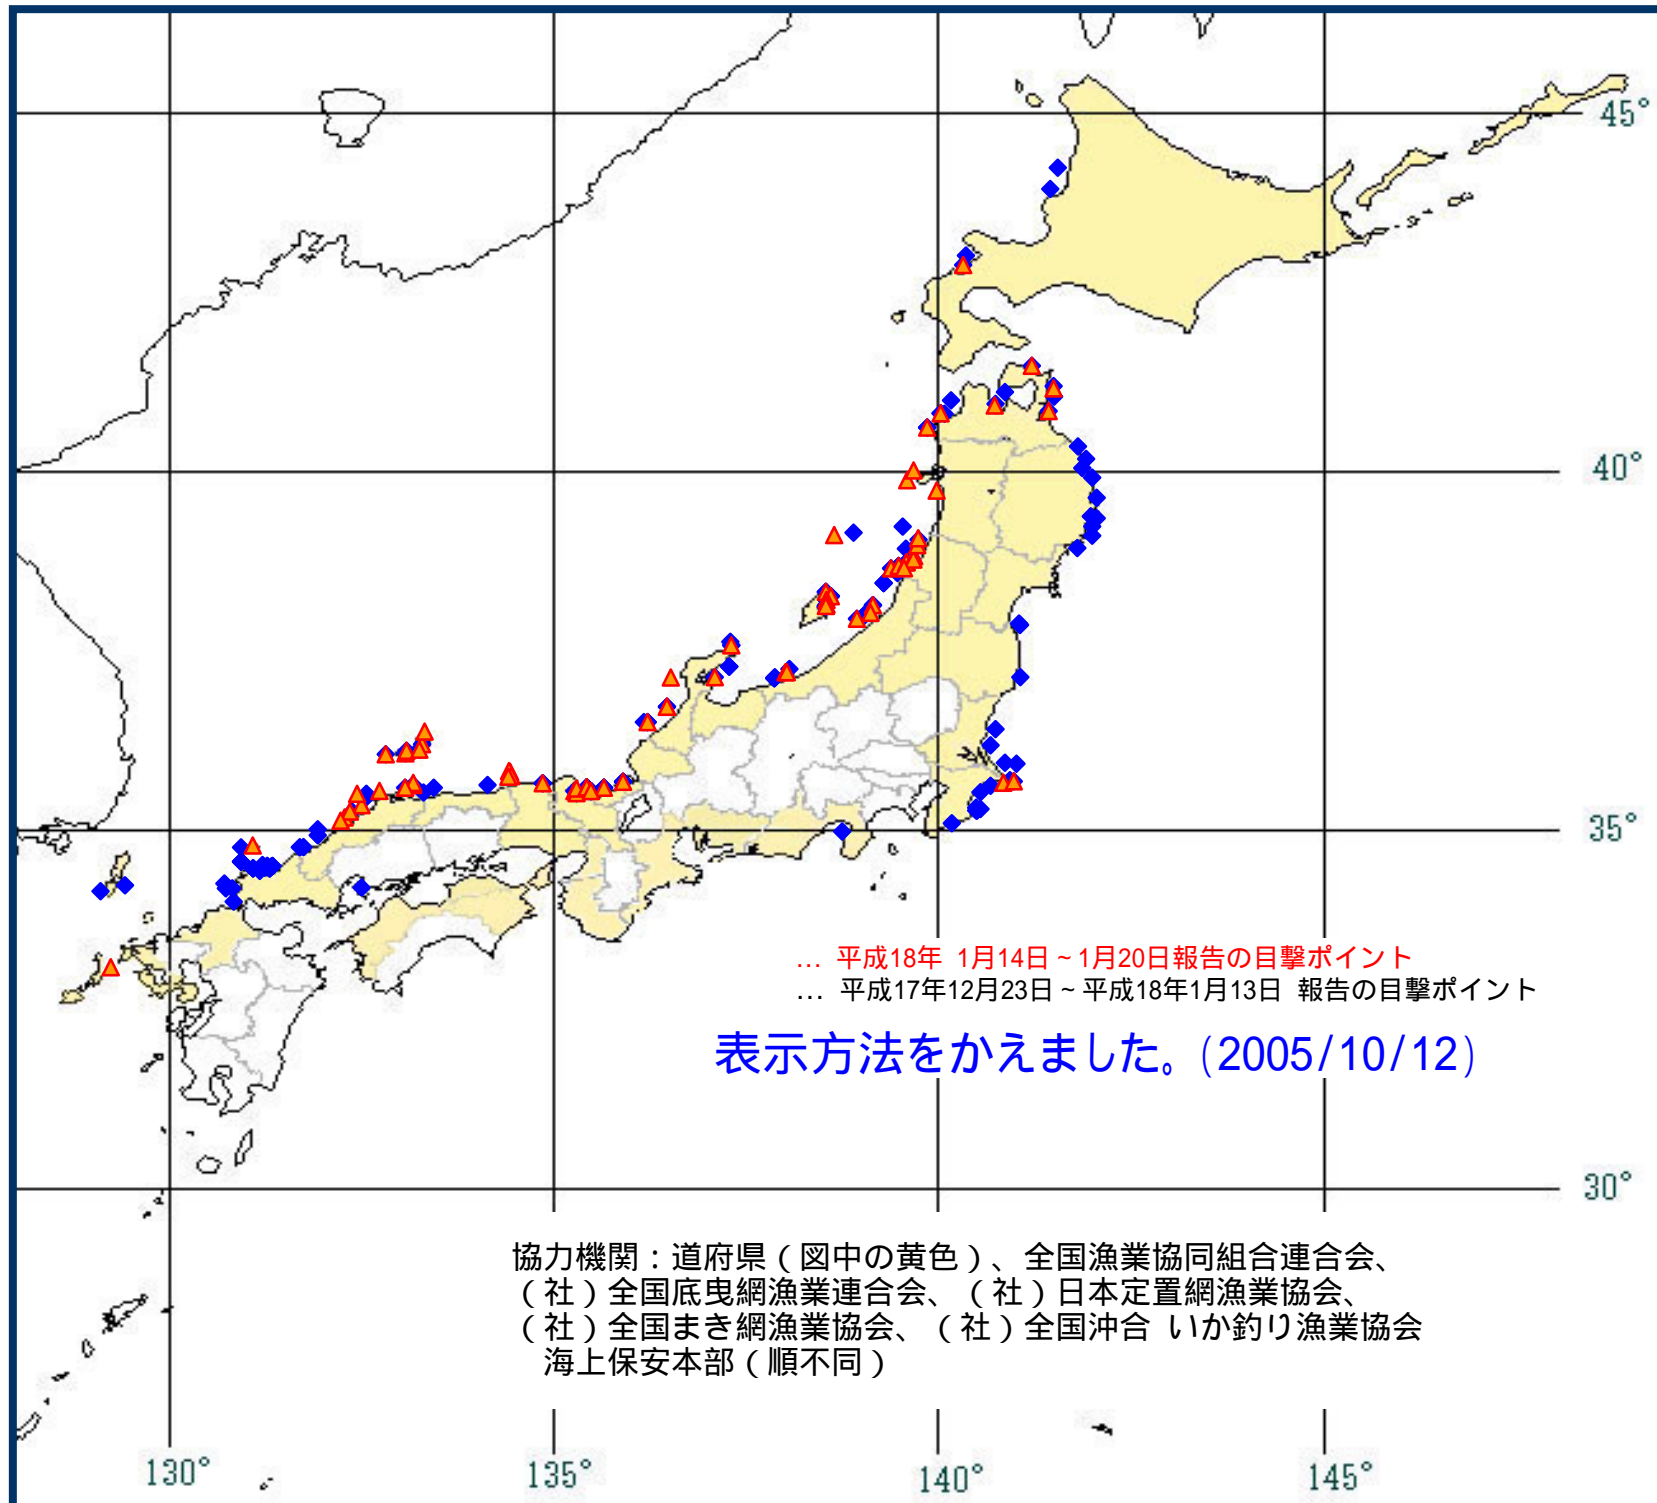 45°
40°
35°
… 平成18年 1月14日～1月20日報告の目撃ポイント
… 平成17年12月23日～平成18年1月13日 報告の目撃ポイント
表示方法をかえました。(2005/10/12)
30°
協力機関：道府県（図中の黄色）、全国漁業協同組合連合会、
（社）全国底曳網漁業連合会、（社）日本定置網漁業協会、
（社）全国まき網漁業協会、（社）全国沖合 いか釣り漁業協会
海上保安本部（順不同）
130° 135° 140° 145°